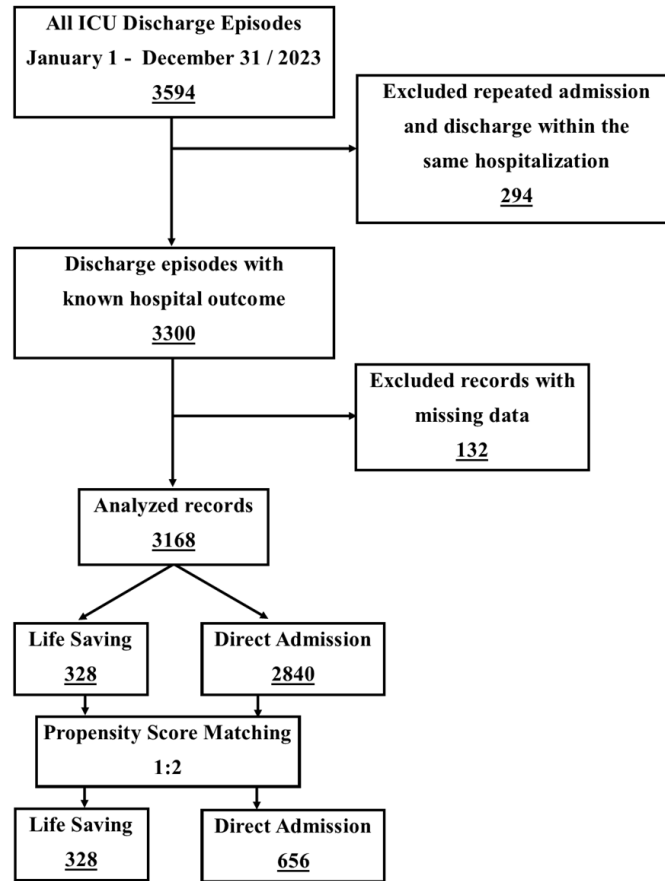 All ICU Discharge Episodes
January 1 - December 31 / 2023
3594
Excluded repeated admission
and discharge within the
same hospitalization
294
Discharge episodes with
known hospital outcome
3300
Excluded records with
missing data
132
Analyzed records
3168
Life Saving
328
Direct Admission
2840
Propensity Score Matching
1:2
Life Saving
328
Direct Admission
656